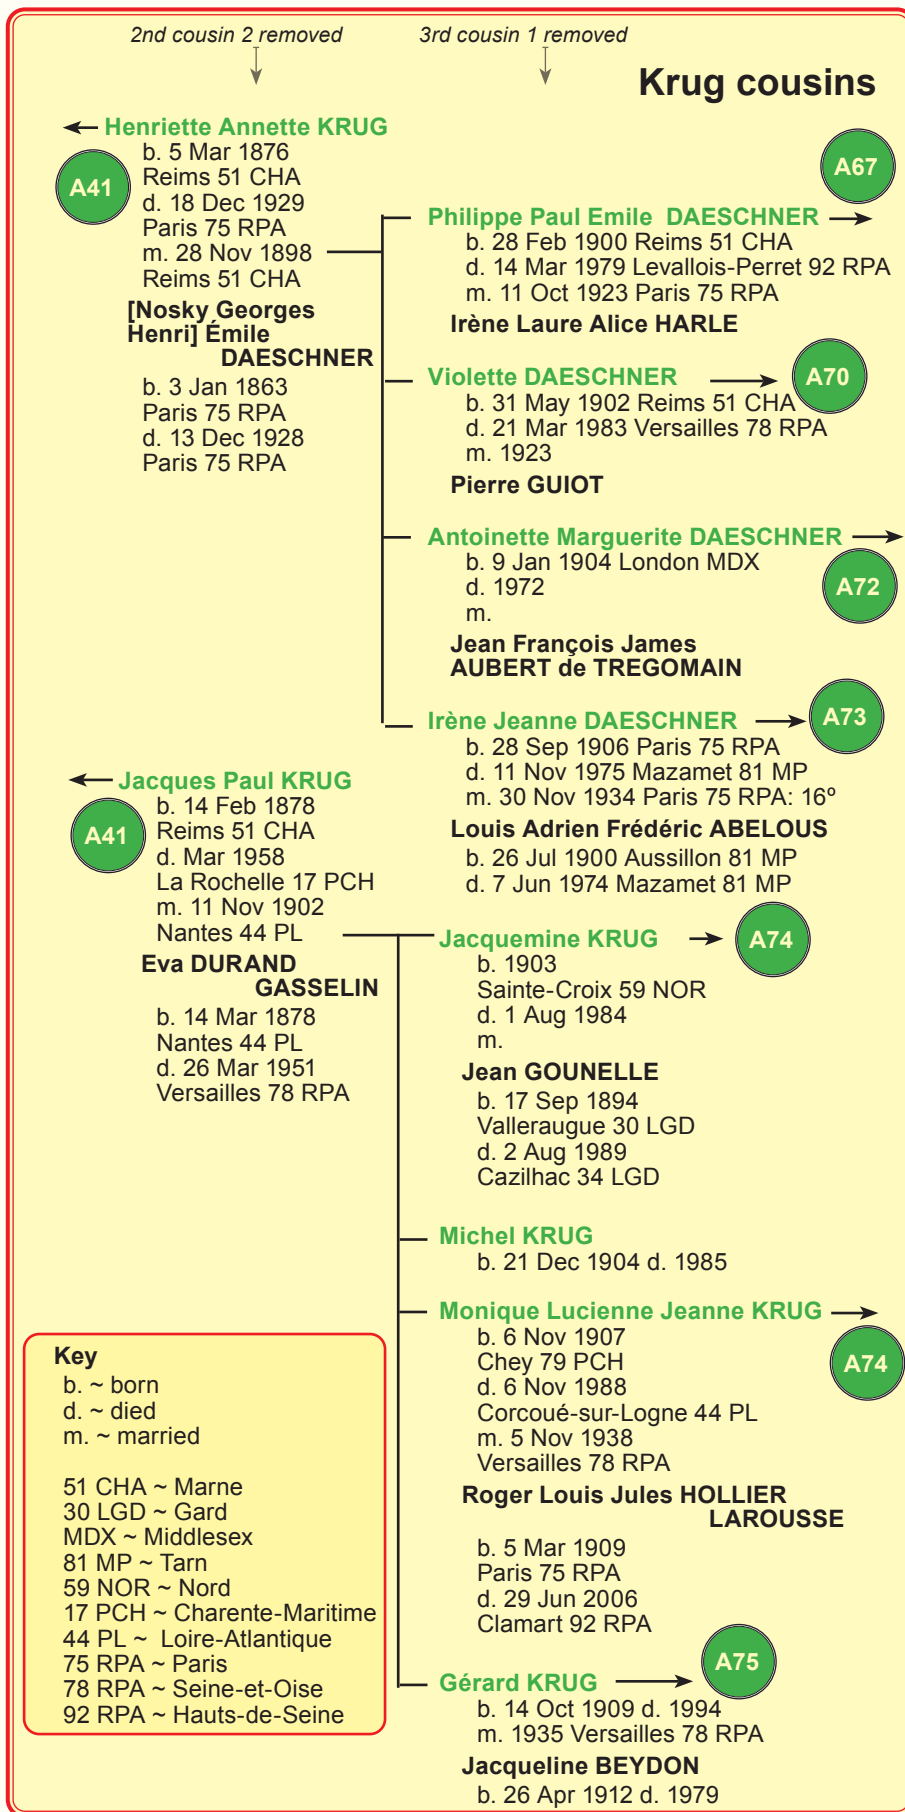 2nd cousin 2 removed
3rd cousin 1 removed
Krug cousins
Henriette Annette KRUG
A41
b. 5 Mar 1876
Reims 51 CHA
d. 18 Dec 1929
Paris 75 RPA
m. 28 Nov 1898
Reims 51 CHA
[Nosky Georges
Henri] Émile
DAESCHNER
b. 3 Jan 1863
Paris 75 RPA
d. 13 Dec 1928
Paris 75 RPA
A67
Philippe Paul Emile DAESCHNER
b. 28 Feb 1900 Reims 51 CHA
d. 14 Mar 1979 Levallois-Perret 92 RPA
m. 11 Oct 1923 Paris 75 RPA
Irène Laure Alice HARLE
Violette DAESCHNER
A70
b. 31 May 1902 Reims 51 CHA
d. 21 Mar 1983 Versailles 78 RPA
m. 1923
Pierre GUIOT
Antoinette Marguerite DAESCHNER
b. 9 Jan 1904 London MDX
A72
d. 1972
m.
Jean François James
AUBERT de TREGOMAIN
Irène Jeanne DAESCHNER
A73
b. 28 Sep 1906 Paris 75 RPA
d. 11 Nov 1975 Mazamet 81 MP
m. 30 Nov 1934 Paris 75 RPA: 16º
Louis Adrien Frédéric ABELOUS
b. 26 Jul 1900 Aussillon 81 MP
d. 7 Jun 1974 Mazamet 81 MP
Jacques Paul KRUG
A41
b. 14 Feb 1878
Reims 51 CHA
d. Mar 1958
La Rochelle 17 PCH
m. 11 Nov 1902
Nantes 44 PL
Eva DURAND
GASSELIN
b. 14 Mar 1878
Nantes 44 PL
d. 26 Mar 1951
Versailles 78 RPA
Jacquemine KRUG
A74
b. 1903
Sainte-Croix 59 NOR
d. 1 Aug 1984
m.
Jean GOUNELLE
b. 17 Sep 1894
Valleraugue 30 LGD
d. 2 Aug 1989
Cazilhac 34 LGD
Michel KRUG
b. 21 Dec 1904 d. 1985
Monique Lucienne Jeanne KRUG
A74
b. 6 Nov 1907
Chey 79 PCH
d. 6 Nov 1988
Corcoué-sur-Logne 44 PL
m. 5 Nov 1938
Versailles 78 RPA
Roger Louis Jules HOLLIER
LAROUSSE
b. 5 Mar 1909
Paris 75 RPA
d. 29 Jun 2006
Clamart 92 RPA
Gérard KRUG
A75
b. 14 Oct 1909 d. 1994
m. 1935 Versailles 78 RPA
Jacqueline BEYDON
b. 26 Apr 1912 d. 1979
Key
b. ~ born
d. ~ died
m. ~ married
51 CHA ~ Marne
30 LGD ~ Gard
MDX ~ Middlesex
81 MP ~ Tarn
59 NOR ~ Nord
17 PCH ~ Charente-Maritime
44 PL ~ Loire-Atlantique
75 RPA ~ Paris
78 RPA ~ Seine-et-Oise
92 RPA ~ Hauts-de-Seine